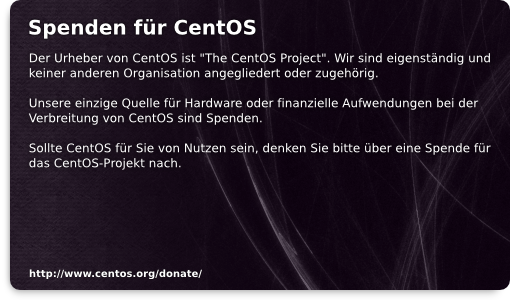 Spenden für CentOS
Der Urheber von CentOS ist "The CentOS Project". Wir sind eigenständig und
keiner anderen Organisation angegliedert oder zugehörig.
Unsere einzige Quelle für Hardware oder finanzielle Aufwendungen bei der
Verbreitung von CentOS sind Spenden.
Sollte CentOS für Sie von Nutzen sein, denken Sie bitte über eine Spende für
das CentOS-Projekt nach.
http://www.centos.org/donate/